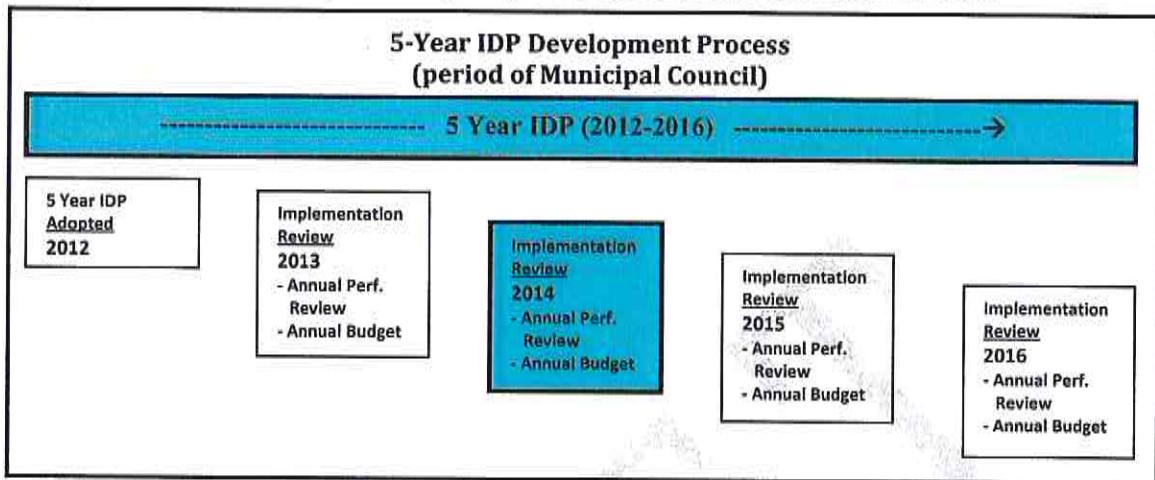 5-Year IDP Development Process
(period of Municipal Council)
---------------------------- 5 Year IDP (2012-2016) ----------------------------→
5 Year IDP
Adopted
2012
Implementation
Review
2013
- Annual Perf.
Review
- Annual Budget
Implementation
Review
2014
- Annual Perf.
Review
- Annual Budget
Implementation
Review
2015
- Annual Perf.
Review
- Annual Budget
Implementation
Review
2016
- Annual Perf.
Review
- Annual Budget